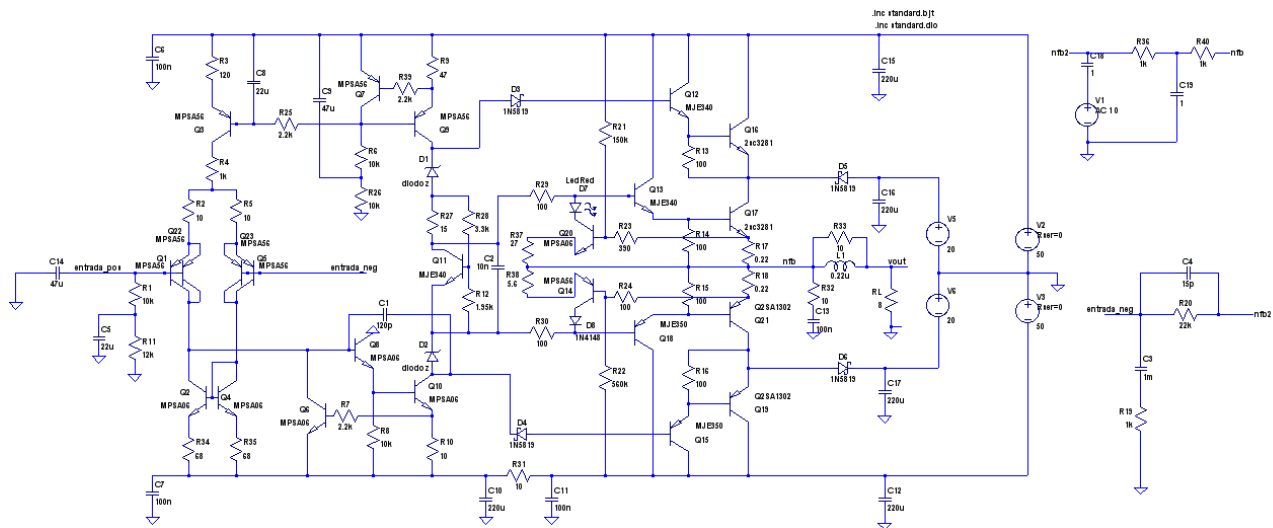 .inc standard.bjt
.inc standard.dio
C6
100n
R3
120
C8
22u
MPSA56
Q3
R25
2.2k
R4
1k
C9
47u
MPSA56
Q7
R39
2.2k
R9
47
MPSA56
Q9
R6
10k
R26
10k
D1
diodoz
D3
1N5819
R21
150k
Q12
MJE340
R13
100
Q16
2sc3281
C15
220u
D5
1N5819
C16
220u
R2
10
R5
10
Q22
MPSA56
Q23
MPSA56
Q1
MPSA56
Q5
MPSA56
C14
47u
entrada_pos
entrada_neg
R1
10k
C5
22u
R11
12k
R27
15
R28
3.3k
Q11
MJE340
C2
10n
R12
1.95k
R29
100
LedRed
D7
Q13
MJE340
Q17
2sc3281
Q20
MPSA06
R23
390
R37
27
R38
5.6
R14
100
R17
0.22
R18
0.22
nfb
R33
10
L1
0.22u
vout
R32
10
C13
100n
RL
8
V5
20
V6
20
V2
Rser=0
50
V3
Rser=0
50
MPSA56
Q14
R24
100
R15
100
Q2SA1302
Q21
D8
1N4148
MJE350
Q18
R30
100
C1
120p
Q8
MPSA06
D2
diodoz
Q10
MPSA06
Q2
MPSA06
Q4
MPSA06
Q6
MPSA06
R7
2.2k
R8
10k
R10
10
R34
68
R35
68
D4
1N5819
R22
560k
R16
100
Q2SA1302
Q19
MJE350
Q15
D6
1N5819
C17
220u
C7
100n
C10
220u
R31
10
C11
100n
C12
220u
nfb2
C18
1
R36
1k
R40
1k
nfb
C19
1
V1
AC 1 0
C4
15p
entrada_neg
R20
22k
nfb2
C3
1m
R19
1k